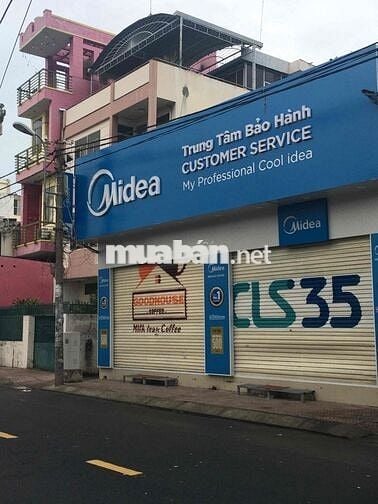 Midea
Trung Tâm Bảo Hành
CUSTOMER SERVICE
My Professional Cool idea
Midea
muaban.net
GOODHOUSE
COFFEE
Milk tea & Coffee
CLS35